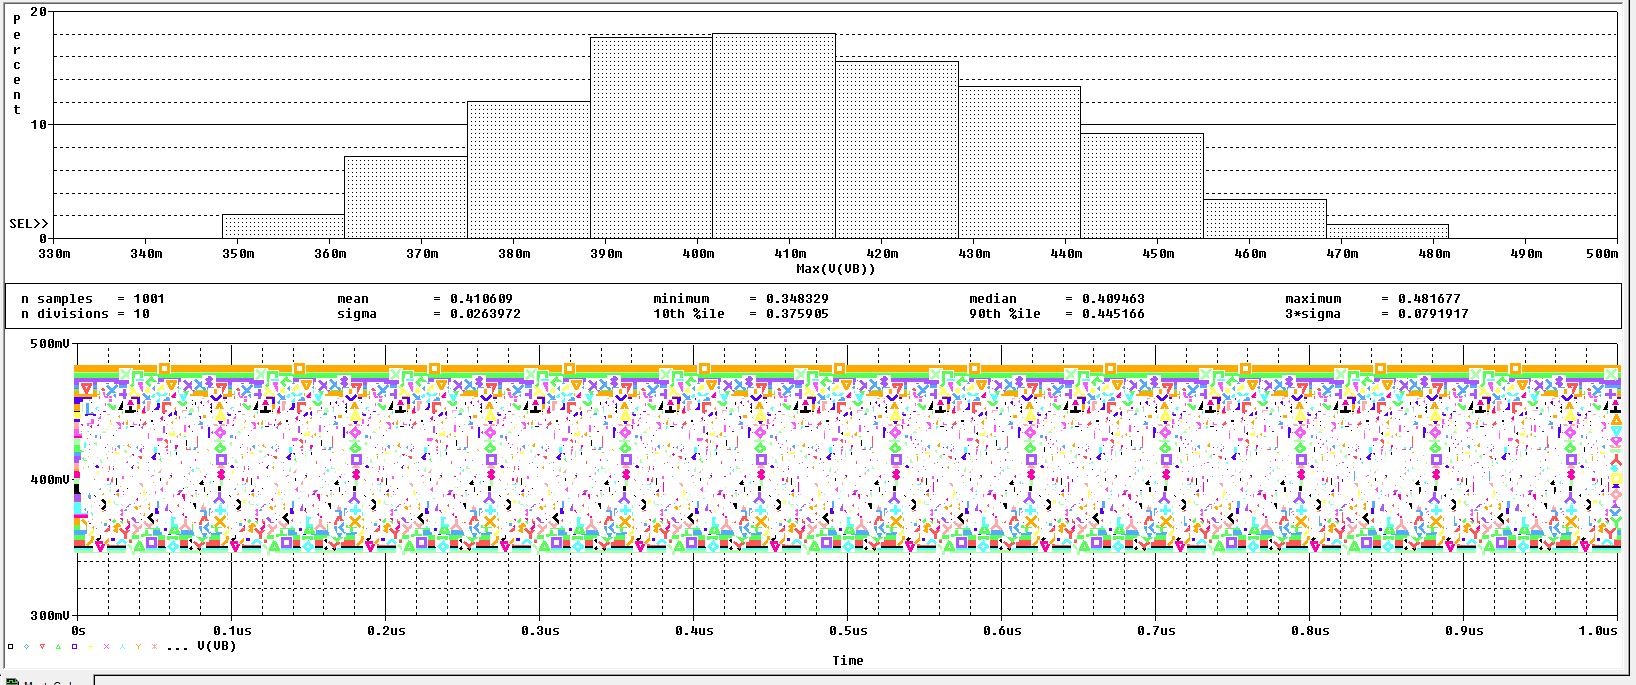 Percent
20
10
SEL>>
0
330m 340m 350m 360m 370m 380m 390m 400m 410m 420m 430m 440m 450m 460m 470m 480m 490m 500m
Max(V(VB))
n samples = 1001 mean = 0.410609 minimum = 0.348329 median = 0.409463 maximum = 0.481677
n divisions = 10 sigma = 0.0263972 10th %ile = 0.375905 90th %ile = 0.445166 3*sigma = 0.0791917
500mV
400mV
300mV
0s 0.1us 0.2us 0.3us 0.4us 0.5us 0.6us 0.7us 0.8us 0.9us 1.0us
... V(VB)
Time